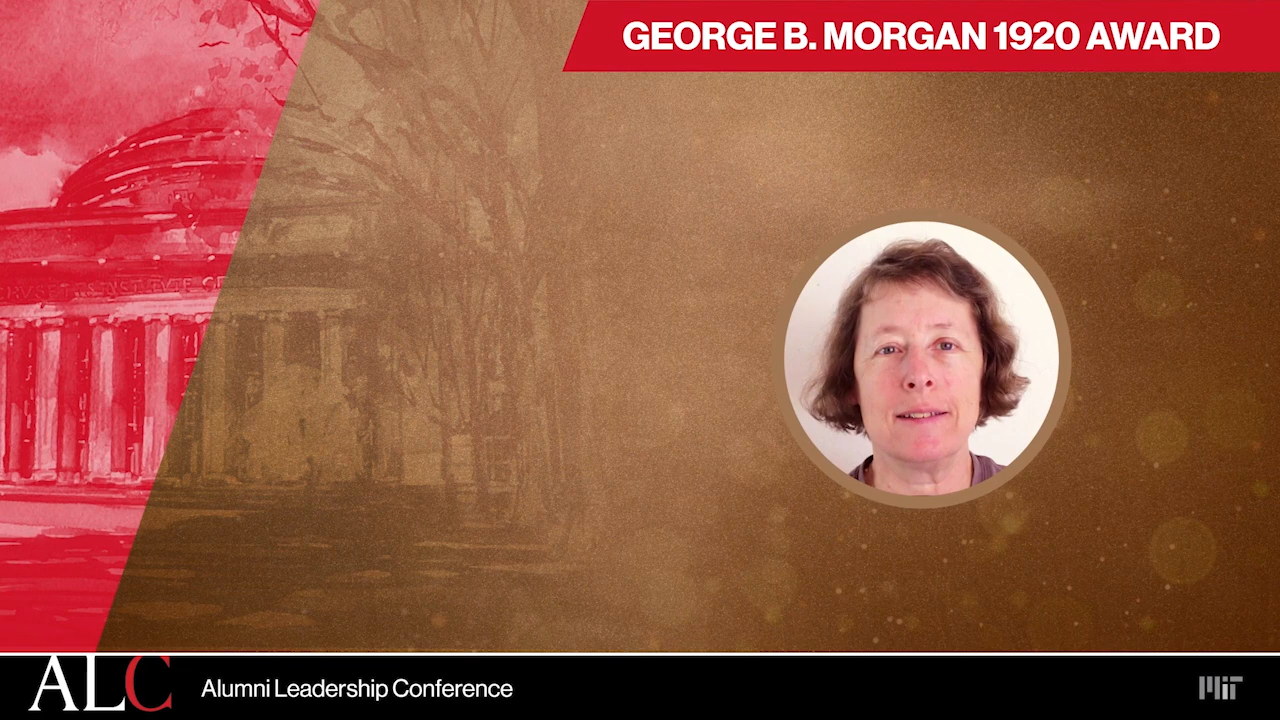 GEORGE B. MORGAN 1920 AWARD
ALC
Alumni Leadership Conference
MIT